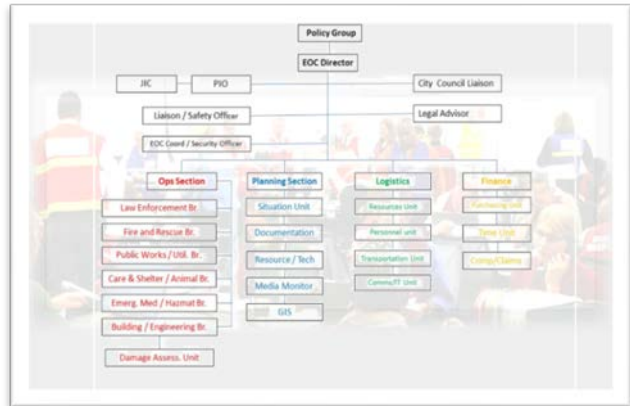 Policy Group
EOC Director
JIC
PIO
City Council Liaison
Liaison / Safety Officer
Legal Advisor
EOC Coord / Security Officer
Ops Section
Planning Section
Logistics
Finance
Law Enforcement Br.
Situation Unit
Resources Unit
Purchasing Unit
Fire and Rescue Br.
Documentation
Personnel unit
Time Unit
Public Works / Util. Br.
Resource / Tech
Transportation Unit
Comp/Claims
Care & Shelter / Animal Br.
Media Monitor
Comms/IT Unit
Emerg. Med / Hazmat Br.
GIS
Building / Engineering Br.
Damage Assess. Unit